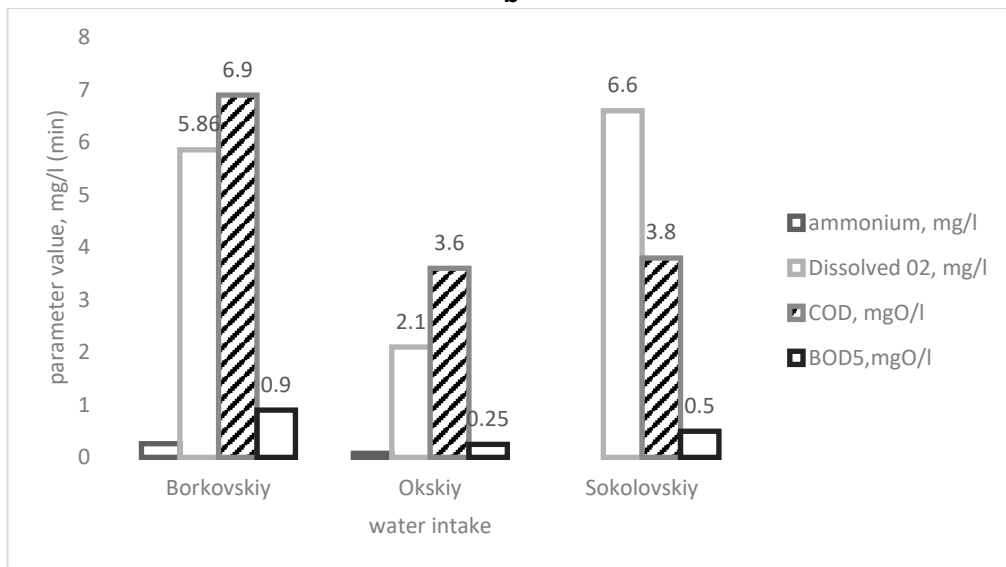 b
8
7
6
5
4
3
2
1
0
parameter value, mg/l (min)
5.86
6.9
0.9
2.1
3.6
0.25
6.6
3.8
0.5
Borkovskiy
Okskiy
Sokolovskiy
water intake
ammonium, mg/l
Dissolved 02, mg/l
COD, mgO/l
BOD5,mgO/l